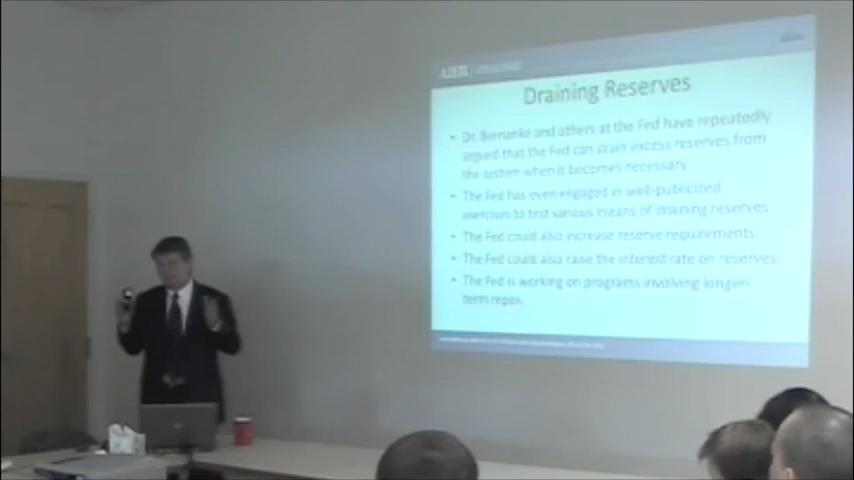 AIER
Draining Reserves
• Dr. Bernanke and others at the Fed have repeatedly
argued that the Fed can drain excess reserves from
the system when it becomes necessary
• The Fed has even engaged in well-publicized
exercises to test various means of draining reserves.
• The Fed could also increase reserve requirements.
• The Fed could also raise the interest rate on reserves.
• The Fed is working on programs involving longer-
term repos.